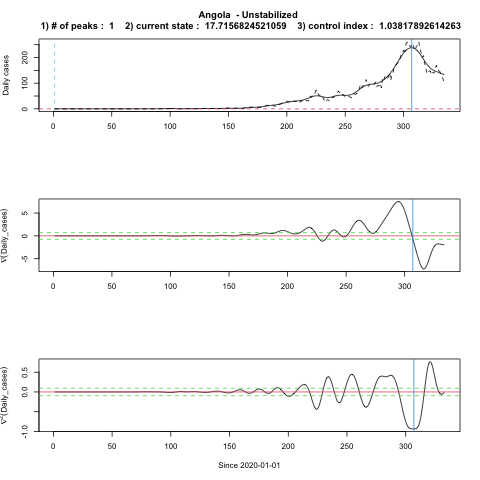 Angola - Unstabilized
1) # of peaks : 1 2) current state : 17.7156824521059 3) control index : 1.03817892614263
Daily cases
0 100 200
0 50 100 150 200 250 300
∇(Daily_cases)
-5 0 5
0 50 100 150 200 250 300
∇²(Daily_cases)
-1.0 0.0 0.5
0 50 100 150 200 250 300
Since 2020-01-01